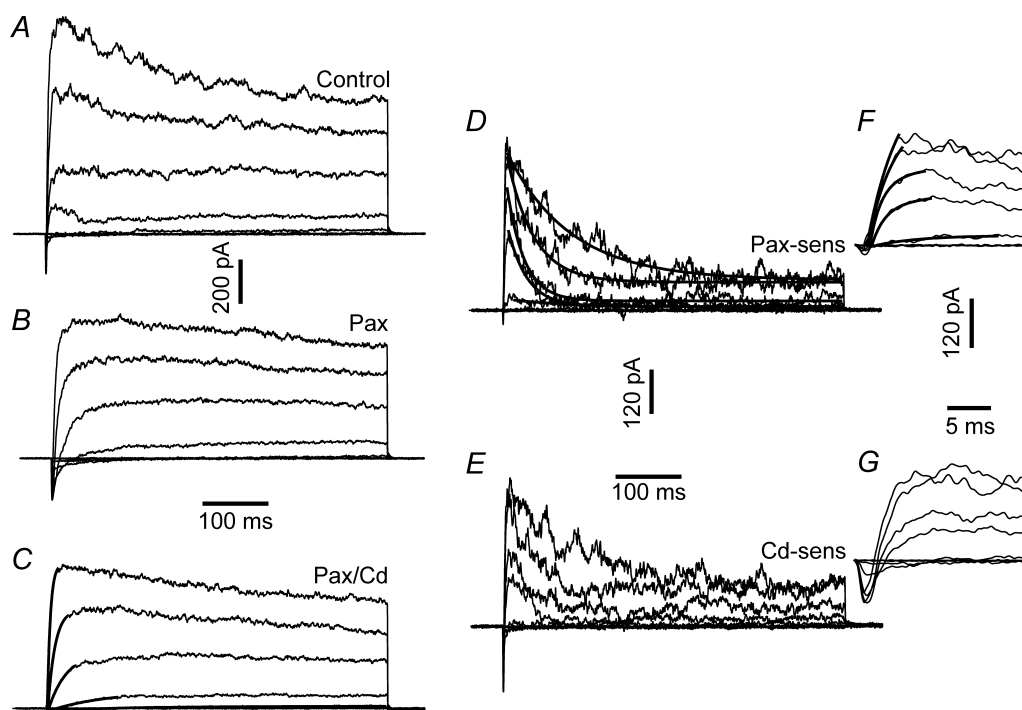 A
Control
200 pA
B
Pax
100 ms
C
Pax/Cd
D
Pax-sens
120 pA
100 ms
E
Cd-sens
F
120 pA
5 ms
G